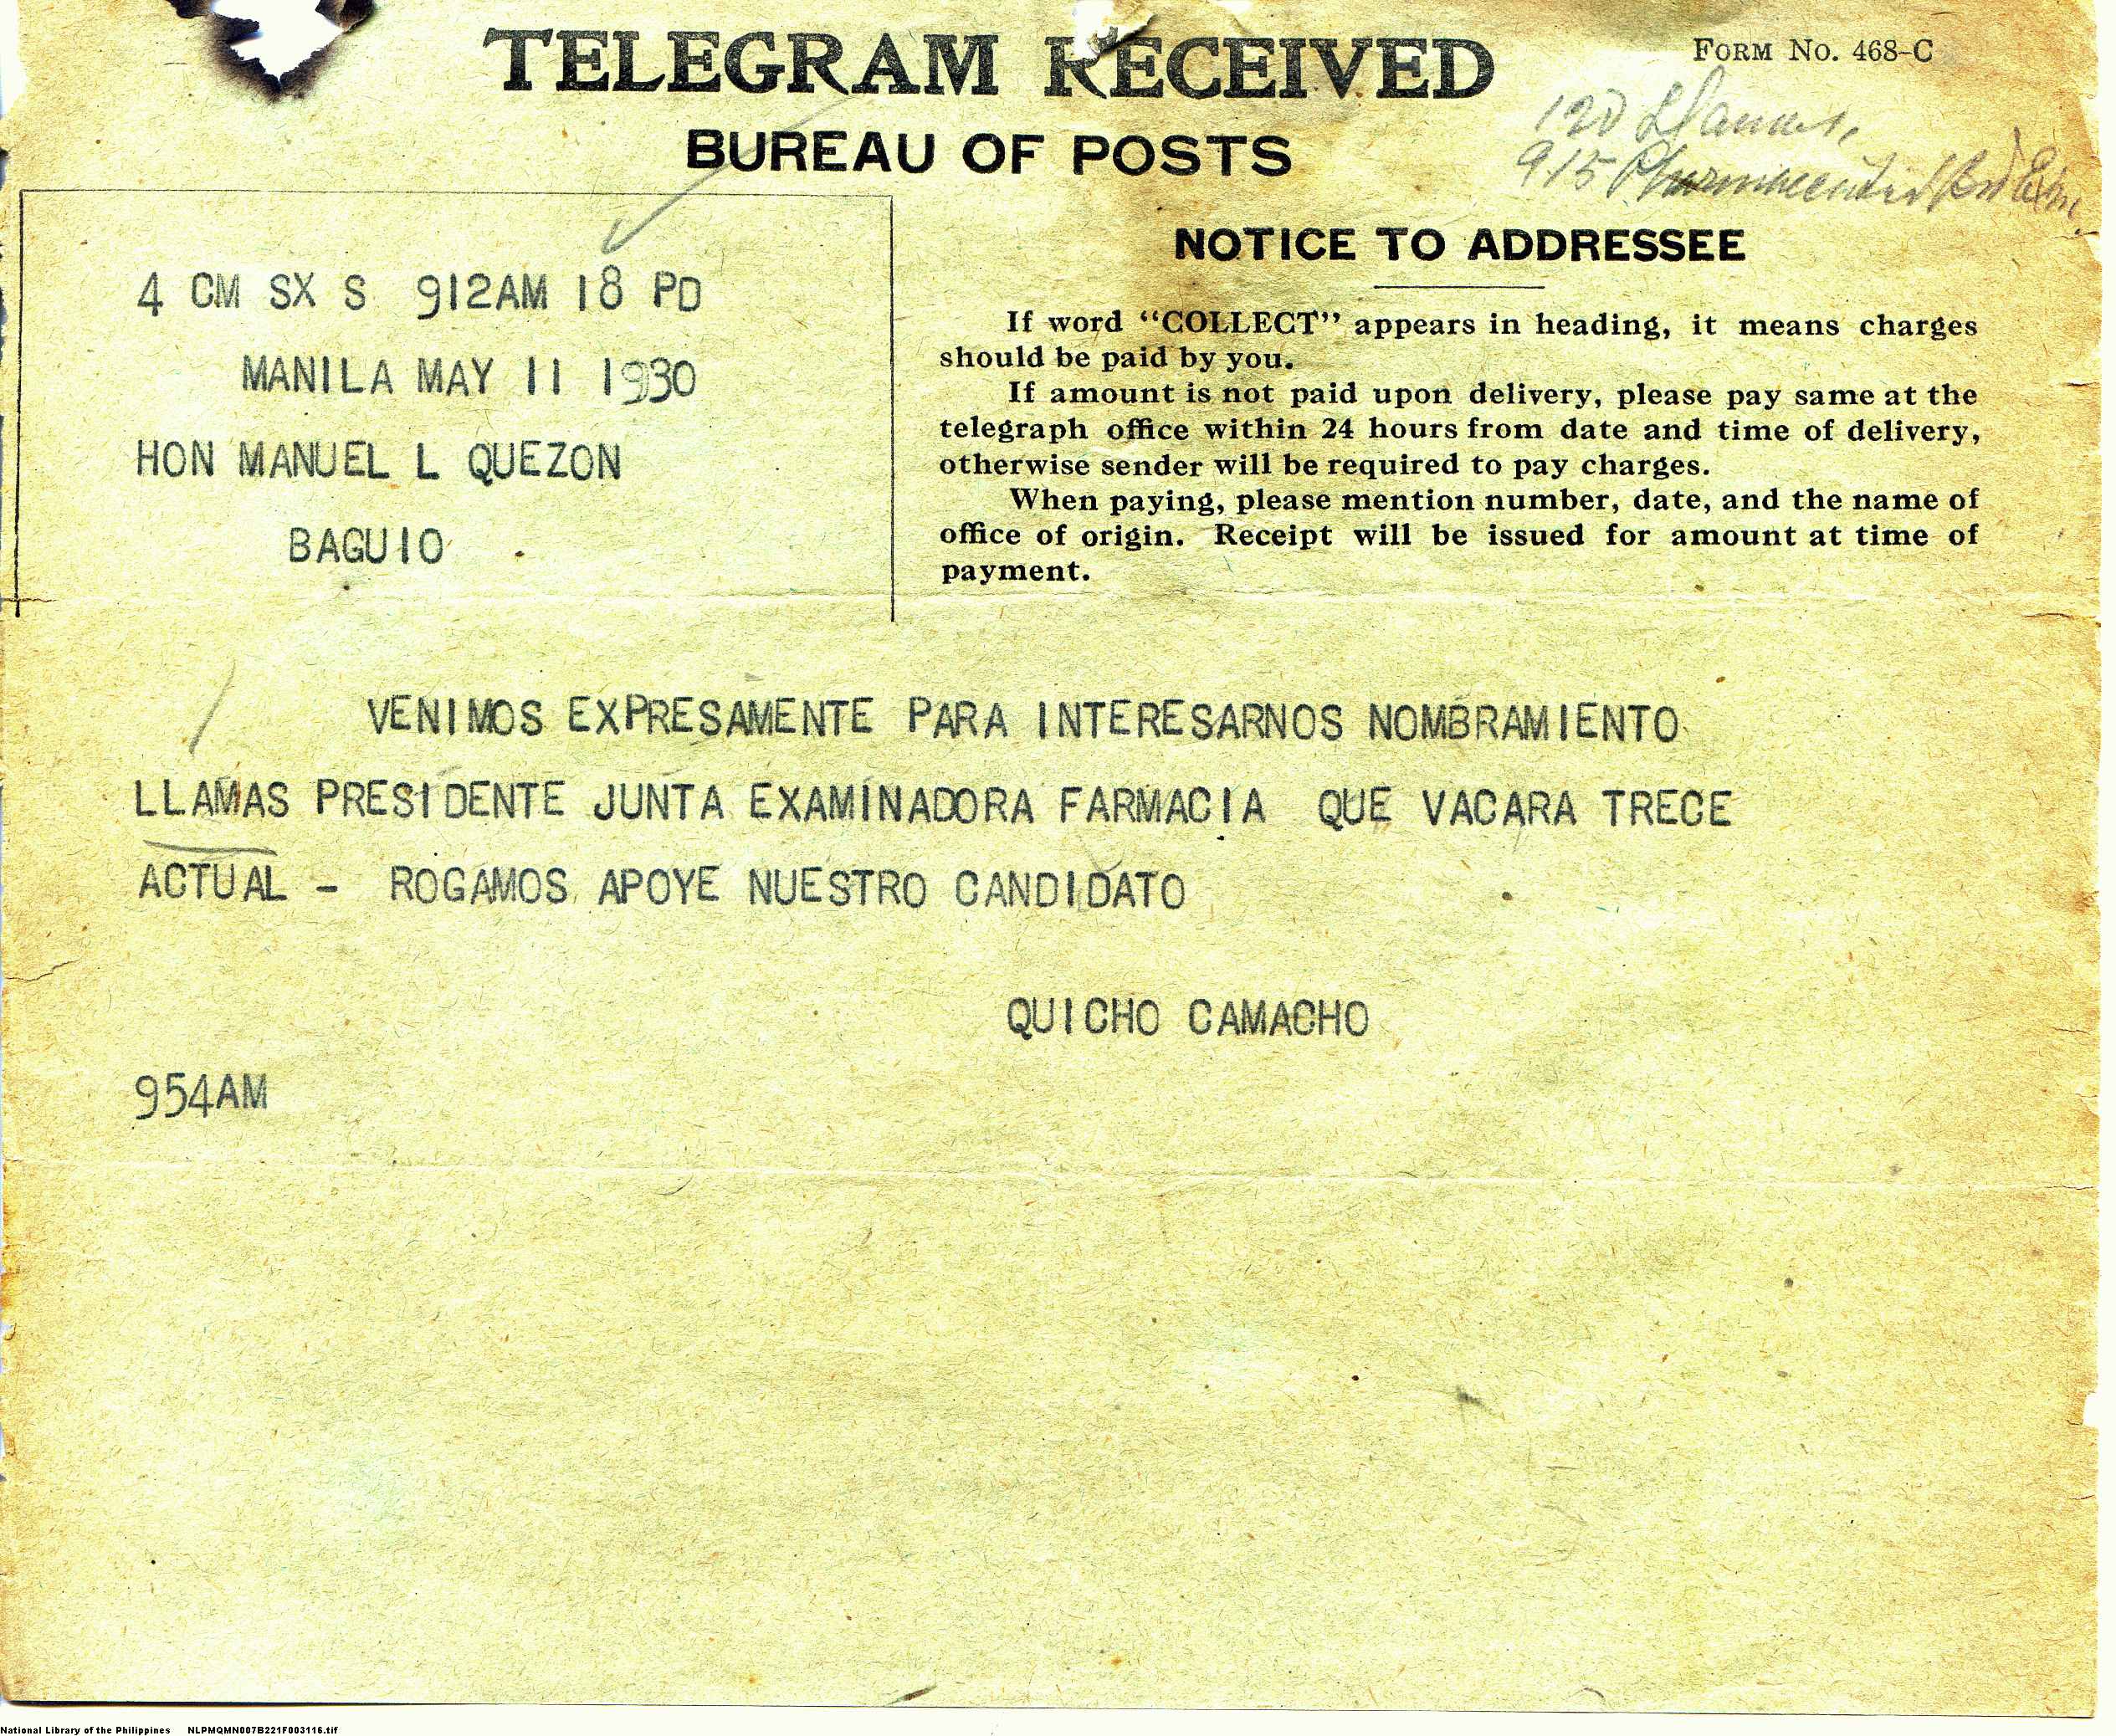 TELEGRAM RECEIVED
FORM NO. 468-C
BUREAU OF POSTS
120 Llamas,
915 Pharmaceutical Bd Exm.
NOTICE TO ADDRESSEE
If word "COLLECT" appears in heading, it means charges
should be paid by you.
If amount is not paid upon delivery, please pay same at the
telegraph office within 24 hours from date and time of delivery,
otherwise sender will be required to pay charges.
When paying, please mention number, date, and the name of
office of origin. Receipt will be issued for amount at time of
payment.
4 CM SX S 912AM 18 PD
MANILA MAY 11 1930
HON MANUEL L QUEZON
BAGUIO
VENIMOS EXPRESAMENTE PARA INTERESARNOS NOMBRAMIENTO
LLAMAS PRESIDENTE JUNTA EXAMINADORA FARMACIA QUE VACARA TRECE
ACTUAL - ROGAMOS APOYE NUESTRO CANDIDATO
QUICHO CAMACHO
954AM
National Library of the Philippines NLPMQMN007B221F003116.tif